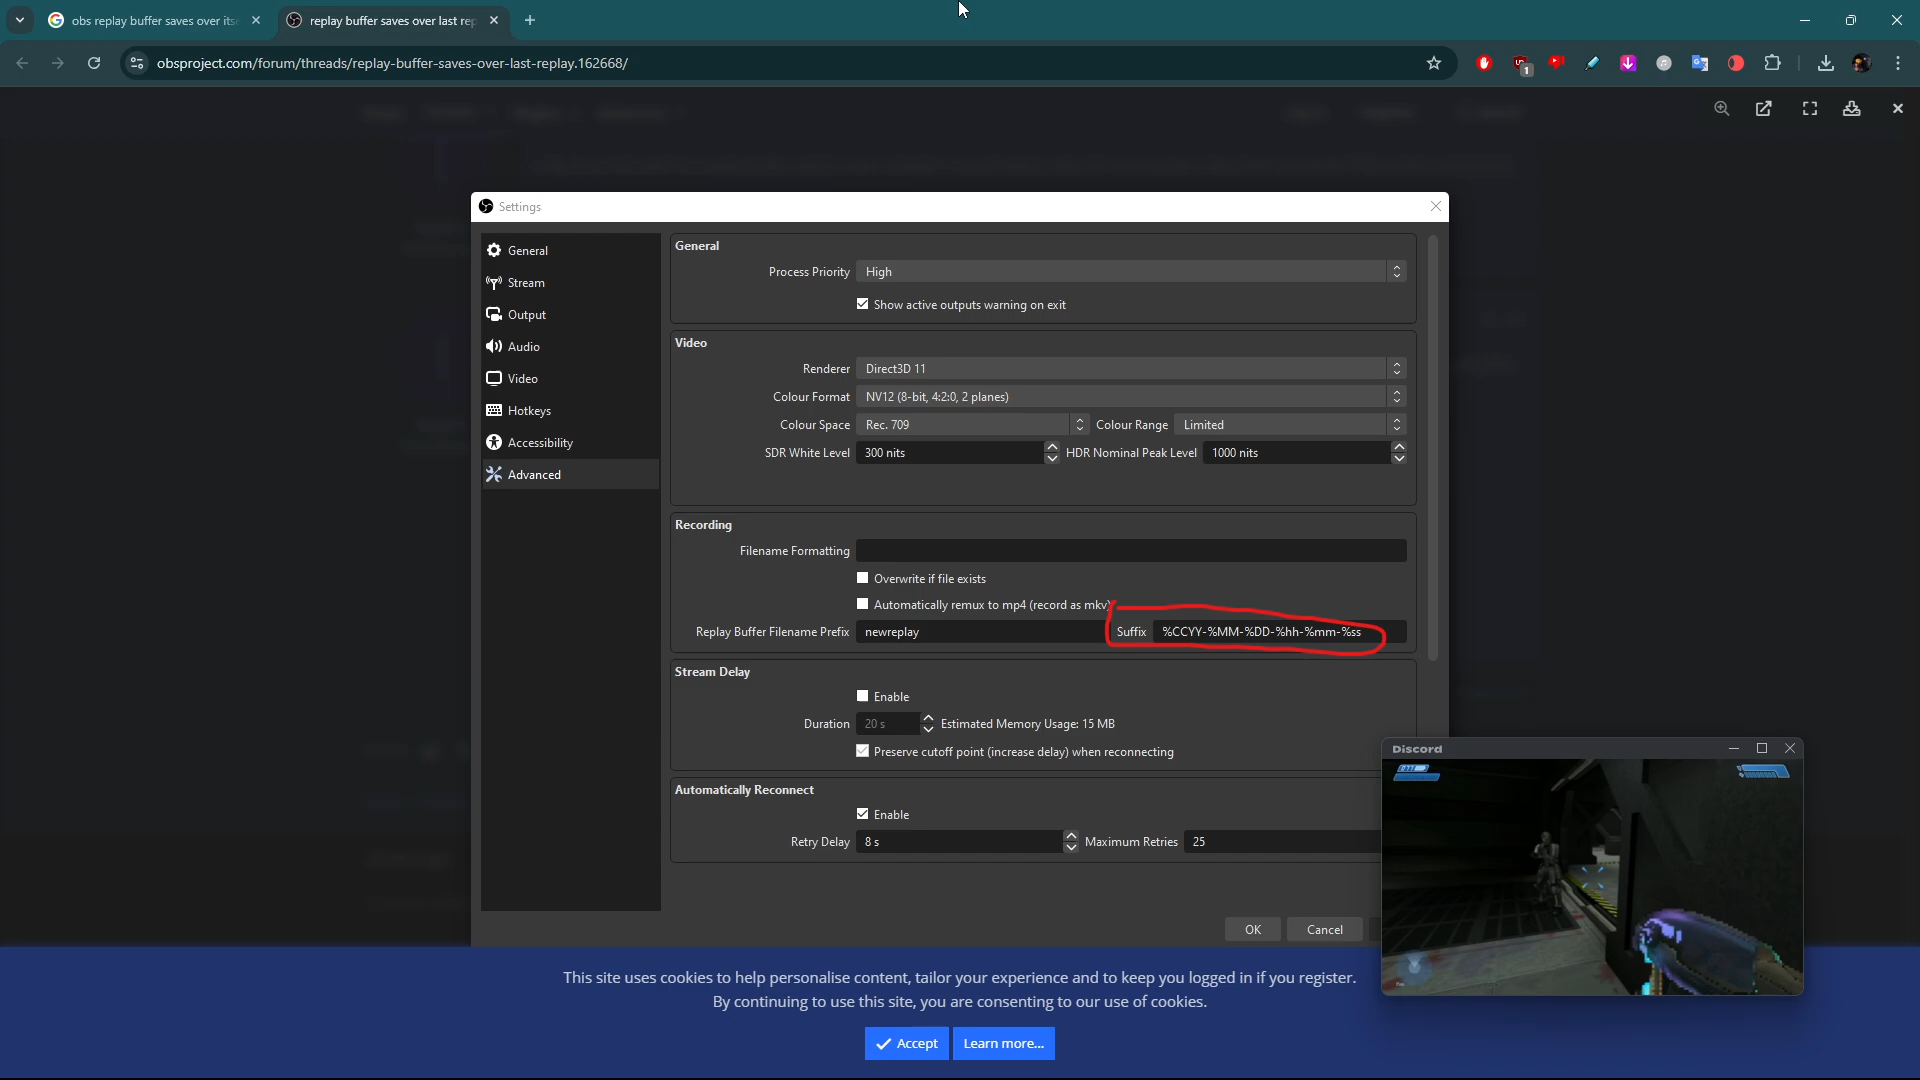 obs replay buffer saves over its
replay buffer saves over last rep
obsproject.com/forum/threads/replay-buffer-saves-over-last-replay.162668/
1
Settings
General
Stream
Output
Audio
Video
Hotkeys
Accessibility
Advanced
General
Process Priority High
Show active outputs warning on exit
Video
Renderer Direct3D 11
Colour Format NV12 (8-bit, 4:2:0, 2 planes)
Colour Space Rec. 709 Colour Range Limited
SDR White Level 300 nits HDR Nominal Peak Level 1000 nits
Recording
Filename Formatting
Overwrite if file exists
Automatically remux to mp4 (record as mkv)
Replay Buffer Filename Prefix newreplay Suffix %CCYY-%MM-%DD-%hh-%mm-%ss
Stream Delay
Enable
Duration 20 s Estimated Memory Usage: 15 MB
Preserve cutoff point (increase delay) when reconnecting
Automatically Reconnect
Enable
Retry Delay 8 s Maximum Retries 25
OK Cancel
Discord
This site uses cookies to help personalise content, tailor your experience and to keep you logged in if you register.
By continuing to use this site, you are consenting to our use of cookies.
Accept Learn more...